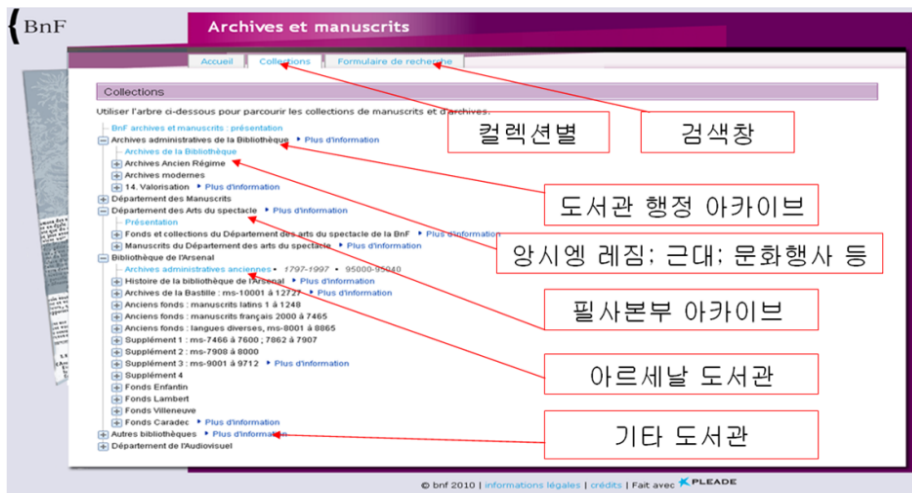 BnF
Archives et manuscrits
Accueil Collections Formulaire de recherche
Collections
Utiliser l'arbre ci-dessous pour parcourir les collections de manuscrits et d'archives.
BnF archives et manuscrits : présentation
Archives administratives de la Bibliothèque Plus d'information
Archives de la Bibliothèque
Archives Ancien Régime
Archives modernes
14. Valorisation Plus d'information
Département des Manuscrits
Département des Arts du spectacle Plus d'information
Présentation
Fonds et collections du Département des arts du spectacle de la BnF Plus d'information
Manuscrits du Département des arts du spectacle Plus d'information
Bibliothèque de l'Arsenal
Archives administratives anciennes • 1797-1997 • 95000-95040
Histoire de la bibliothèque de l'Arsenal Plus d'information
Archives de la Bastille : ms-10001 à 12727 Plus d'information
Anciens fonds : manuscrits latins 1 à 1248
Anciens fonds : manuscrits français 2000 à 7465
Anciens fonds : langues diverses, ms-8001 à 8865
Supplément 1 : ms-7466 à 7600 ; 7862 à 7907
Supplément 2 : ms-7908 à 8000
Supplément 3 : ms-9001 à 9712 Plus d'information
Supplément 4
Fonds Enfantin
Fonds Lambert
Fonds Villeneuve
Fonds Caradec Plus d'information
Autres bibliothèques Plus d'information
Département de l'Audiovisuel
컬렉션별
검색창
도서관 행정 아카이브
앙시엥 레짐; 근대; 문화행사 등
필사본부 아카이브
아르세날 도서관
기타 도서관
© bnf 2010 | informations légales | crédits | Fait avec PLEADE